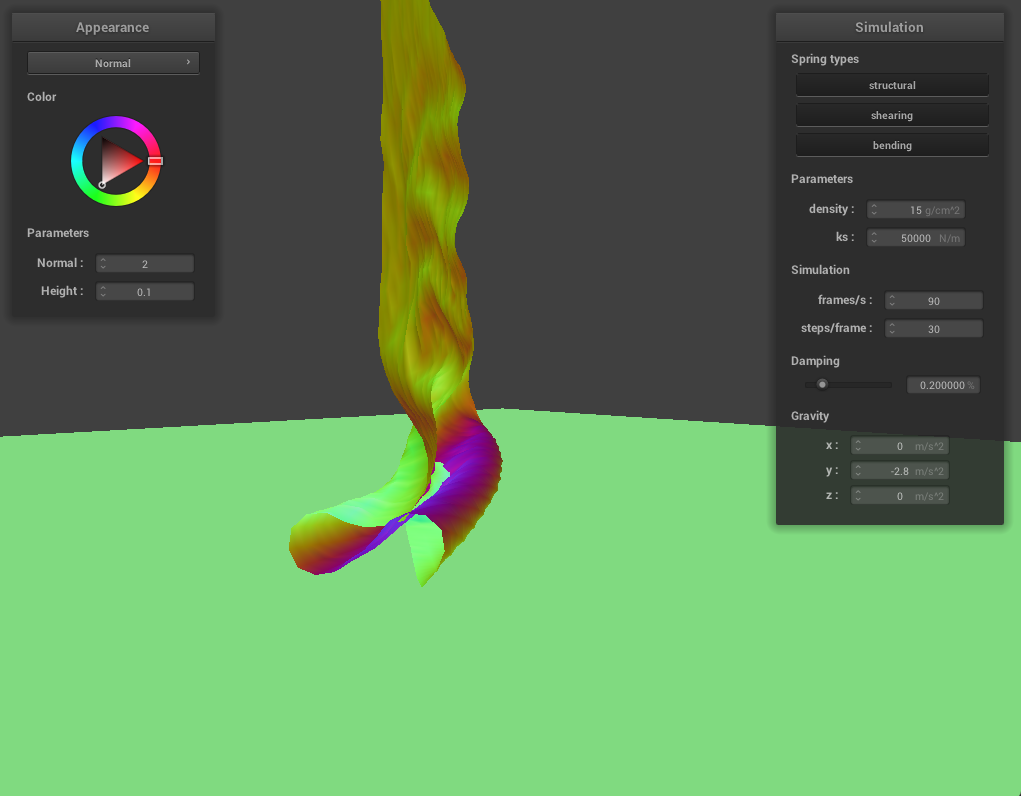 Appearance
Normal
Color
Parameters
Normal : 2
Height : 0.1
Simulation
Spring types
structural
shearing
bending
Parameters
density : 15 g/cm^2
ks : 50000 N/m
Simulation
frames/s : 90
steps/frame : 30
Damping
0.200000 %
Gravity
x : 0 m/s^2
y : -2.8 m/s^2
z : 0 m/s^2